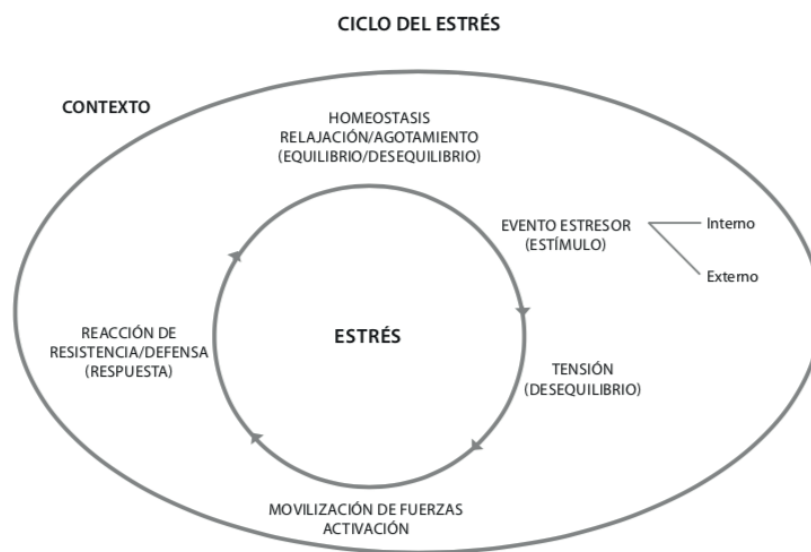 CICLO DEL ESTRÉS
CONTEXTO
HOMEOSTASIS
RELAJACIÓN/AGOTAMIENTO
(EQUILIBRIO/DESEQUILIBRIO)
EVENTO ESTRESOR
(ESTÍMULO)
Interno
Externo
REACCIÓN DE
RESISTENCIA/DEFENSA
(RESPUESTA)
ESTRÉS
TENSIÓN
(DESEQUILIBRIO)
MOVILIZACIÓN DE FUERZAS
ACTIVACIÓN